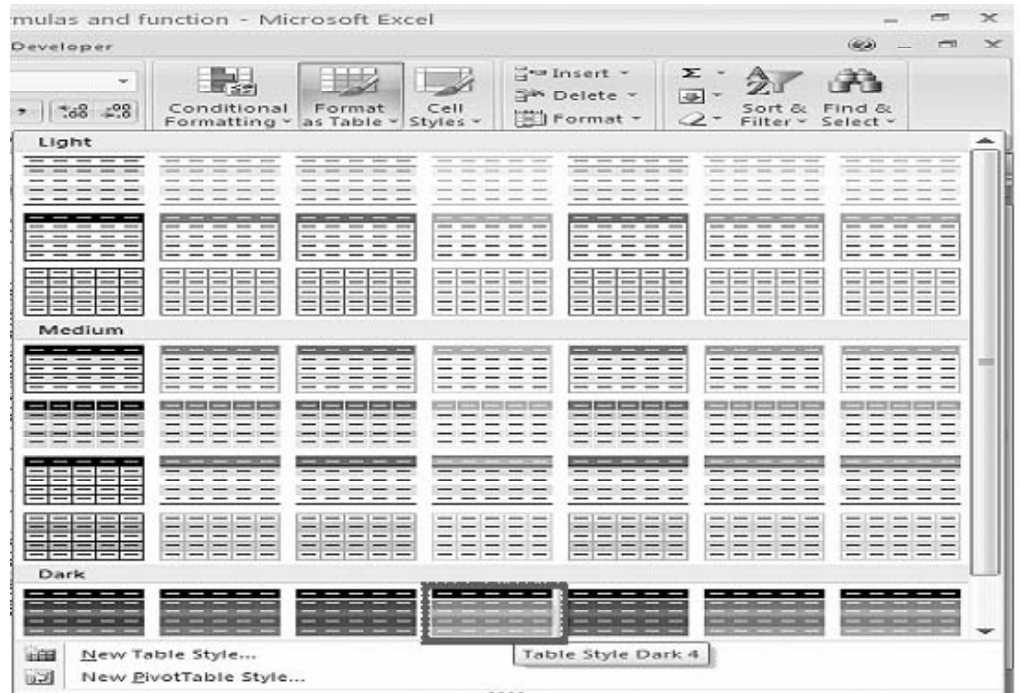 mulas and function - Microsoft Excel
Developer
Insert
Σ
Delete
Conditional Formatting
Format as Table
Cell Styles
Format
Sort & Filter
Find & Select
Light
Medium
Dark
Table Style Dark 4
New Table Style...
New PivotTable Style...